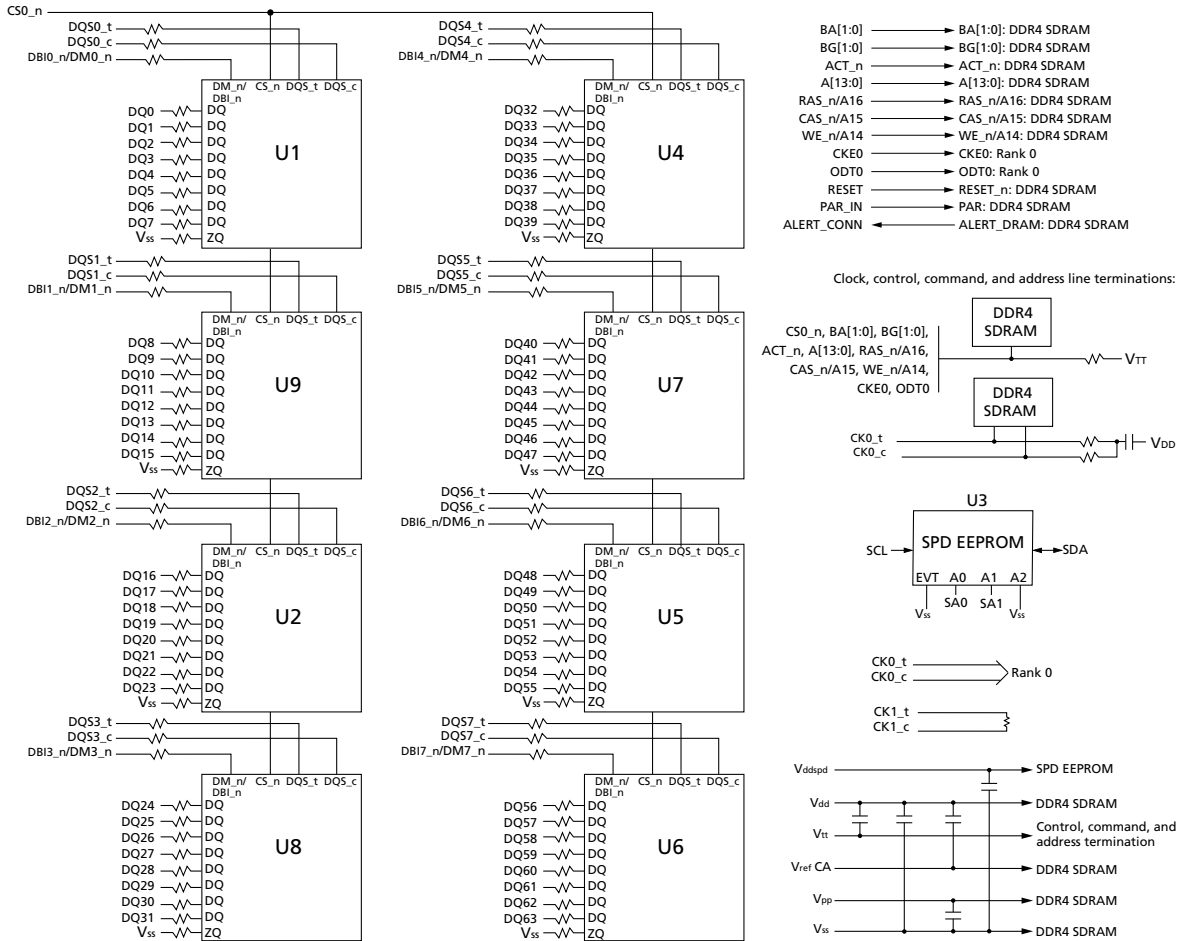 CS0_n
DQS0_t
DQS0_c
DBI0_n/DM0_n
DM_n/ CS_n DQS_t DQS_c
DBI_n
DQ0 DQ
DQ1 DQ
DQ2 DQ
DQ3 DQ
DQ4 DQ
DQ5 DQ
DQ6 DQ
DQ7 DQ
Vss ZQ
U1
DQS1_t
DQS1_c
DBI1_n/DM1_n
DM_n/ CS_n DQS_t DQS_c
DBI_n
DQ8 DQ
DQ9 DQ
DQ10 DQ
DQ11 DQ
DQ12 DQ
DQ13 DQ
DQ14 DQ
DQ15 DQ
Vss ZQ
U9
DQS2_t
DQS2_c
DBI2_n/DM2_n
DM_n/ CS_n DQS_t DQS_c
DBI_n
DQ16 DQ
DQ17 DQ
DQ18 DQ
DQ19 DQ
DQ20 DQ
DQ21 DQ
DQ22 DQ
DQ23 DQ
Vss ZQ
U2
DQS3_t
DQS3_c
DBI3_n/DM3_n
DM_n/ CS_n DQS_t DQS_c
DBI_n
DQ24 DQ
DQ25 DQ
DQ26 DQ
DQ27 DQ
DQ28 DQ
DQ29 DQ
DQ30 DQ
DQ31 DQ
Vss ZQ
U8
DQS4_t
DQS4_c
DBI4_n/DM4_n
DM_n/ CS_n DQS_t DQS_c
DBI_n
DQ32 DQ
DQ33 DQ
DQ34 DQ
DQ35 DQ
DQ36 DQ
DQ37 DQ
DQ38 DQ
DQ39 DQ
Vss ZQ
U4
DQS5_t
DQS5_c
DBI5_n/DM5_n
DM_n/ CS_n DQS_t DQS_c
DBI_n
DQ40 DQ
DQ41 DQ
DQ42 DQ
DQ43 DQ
DQ44 DQ
DQ45 DQ
DQ46 DQ
DQ47 DQ
Vss ZQ
U7
DQS6_t
DQS6_c
DBI6_n/DM6_n
DM_n/ CS_n DQS_t DQS_c
DBI_n
DQ48 DQ
DQ49 DQ
DQ50 DQ
DQ51 DQ
DQ52 DQ
DQ53 DQ
DQ54 DQ
DQ55 DQ
Vss ZQ
U5
DQS7_t
DQS7_c
DBI7_n/DM7_n
DM_n/ CS_n DQS_t DQS_c
DBI_n
DQ56 DQ
DQ57 DQ
DQ58 DQ
DQ59 DQ
DQ60 DQ
DQ61 DQ
DQ62 DQ
DQ63 DQ
Vss ZQ
U6
BA[1:0] BA[1:0]: DDR4 SDRAM
BG[1:0] BG[1:0]: DDR4 SDRAM
ACT_n ACT_n: DDR4 SDRAM
A[13:0] A[13:0]: DDR4 SDRAM
RAS_n/A16 RAS_n/A16: DDR4 SDRAM
CAS_n/A15 CAS_n/A15: DDR4 SDRAM
WE_n/A14 WE_n/A14: DDR4 SDRAM
CKE0 CKE0: Rank 0
ODT0 ODT0: Rank 0
RESET RESET_n: DDR4 SDRAM
PAR_IN PAR: DDR4 SDRAM
ALERT_CONN ALERT_DRAM: DDR4 SDRAM
Clock, control, command, and address line terminations:
DDR4
SDRAM
CS0_n, BA[1:0], BG[1:0],
ACT_n, A[13:0], RAS_n/A16,
CAS_n/A15, WE_n/A14,
CKE0, ODT0
VTT
DDR4
SDRAM
CK0_t
CK0_c
VDD
U3
SPD EEPROM
SCL SDA
EVT A0 A1 A2
Vss SA0 SA1 Vss
CK0_t
CK0_c
Rank 0
CK1_t
CK1_c
Vddspd SPD EEPROM
Vdd DDR4 SDRAM
Vtt Control, command, and
address termination
Vref CA DDR4 SDRAM
Vpp DDR4 SDRAM
Vss DDR4 SDRAM